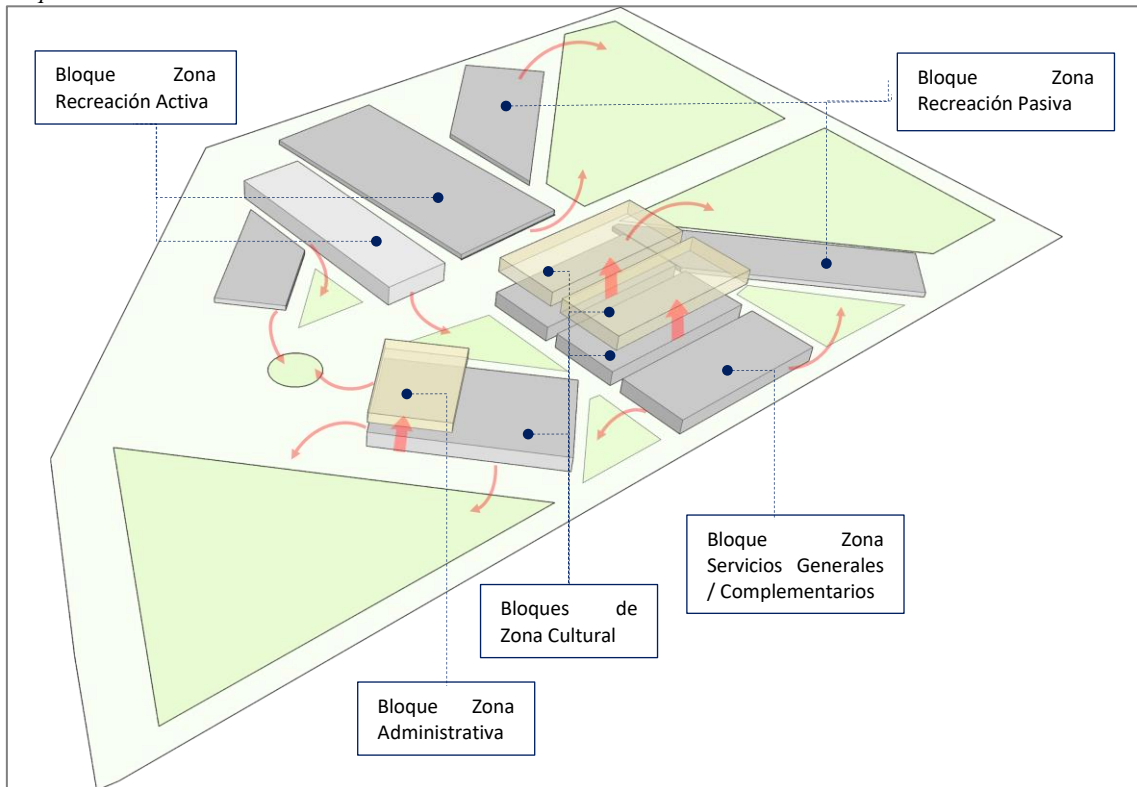 Bloque Zona
Recreación Activa
Bloque Zona
Recreación Pasiva
Bloque Zona
Servicios Generales
/ Complementarios
Bloques de
Zona Cultural
Bloque Zona
Administrativa